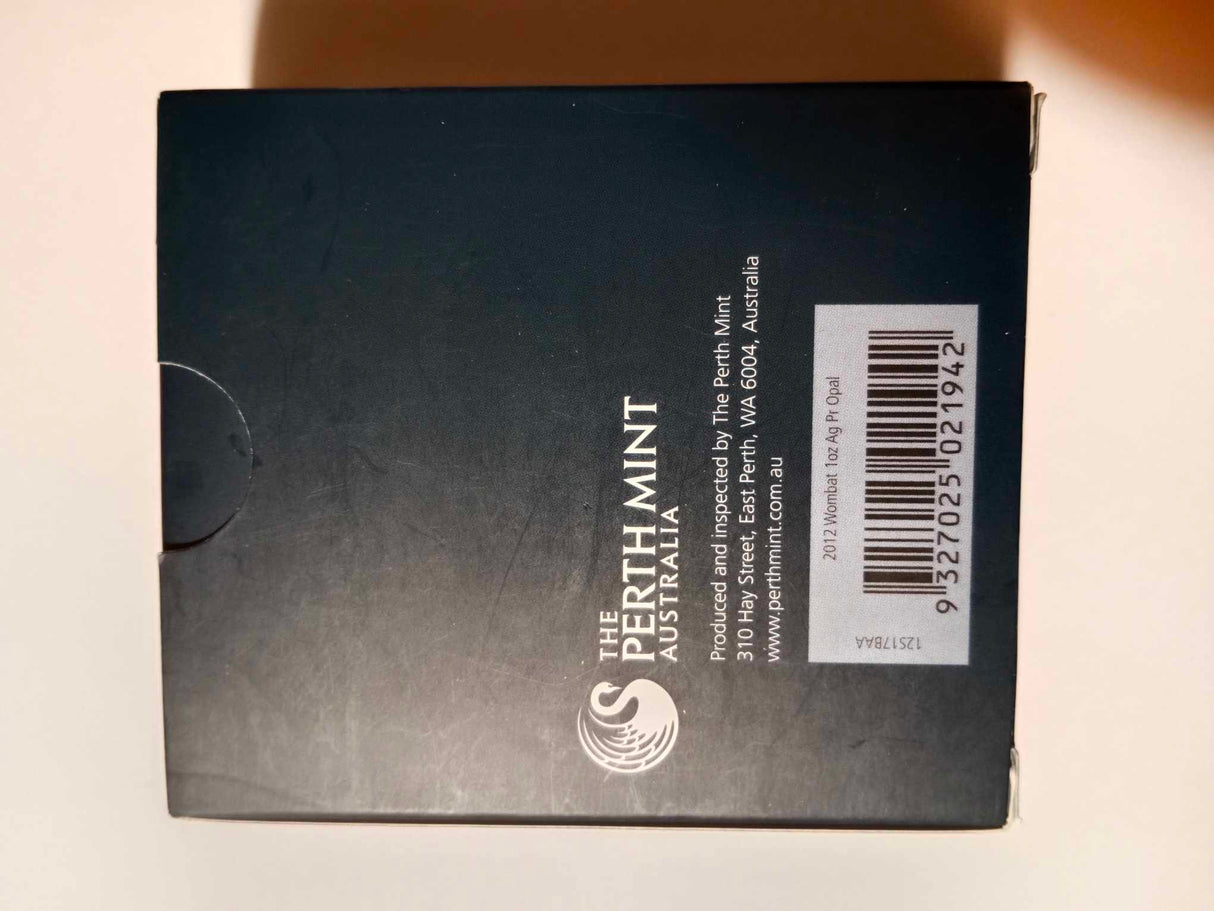 THE
PERTH MINT
AUSTRALIA
Produced and inspected by The Perth Mint
310 Hay Street, East Perth, WA 6004, Australia
www.perthmint.com.au
2012 Wombat 1oz Ag Pr Opal
12S17BAA
9 327025 021942